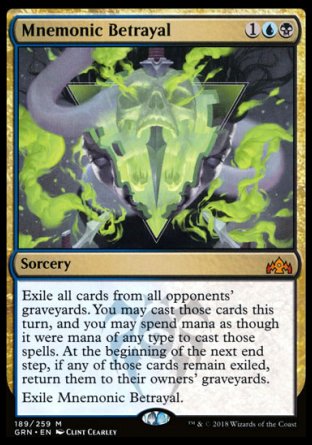 Mnemonic Betrayal 1
Sorcery
Exile all cards from all opponents'
graveyards. You may cast those cards this
turn, and you may spend mana as though
it were mana of any type to cast those
spells. At the beginning of the next end
step, if any of those cards remain exiled,
return them to their owners' graveyards.
Exile Mnemonic Betrayal.
189/259 M
GRN • EN CLINT CEARLEY
™ & © 2018 Wizards of the Coast